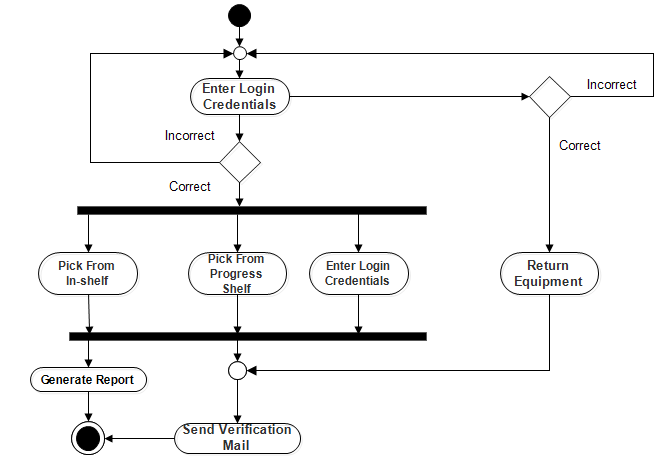 Enter Login
Credentials
Incorrect
Incorrect
Correct
Correct
Pick From
In-shelf
Pick From
Progress
Shelf
Enter Login
Credentials
Return
Equipment
Generate Report
Send Verification
Mail